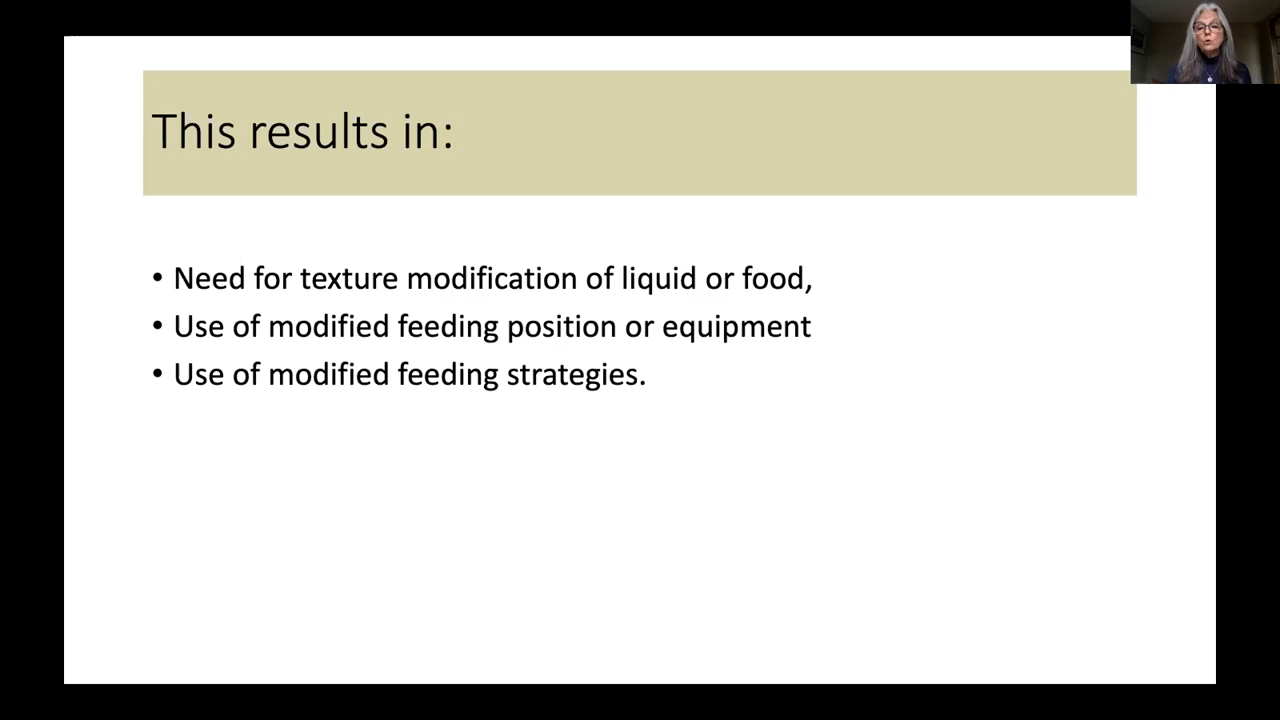 This results in:
• Need for texture modification of liquid or food,
• Use of modified feeding position or equipment
• Use of modified feeding strategies.